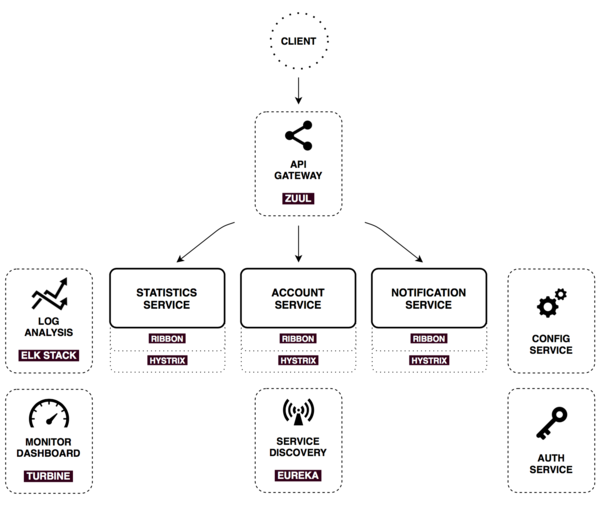 CLIENT
API
GATEWAY
ZUUL
STATISTICS
SERVICE
ACCOUNT
SERVICE
NOTIFICATION
SERVICE
RIBBON
RIBBON
RIBBON
HYSTRIX
HYSTRIX
HYSTRIX
LOG
ANALYSIS
ELK STACK
CONFIG
SERVICE
MONITOR
DASHBOARD
TURBINE
SERVICE
DISCOVERY
EUREKA
AUTH
SERVICE